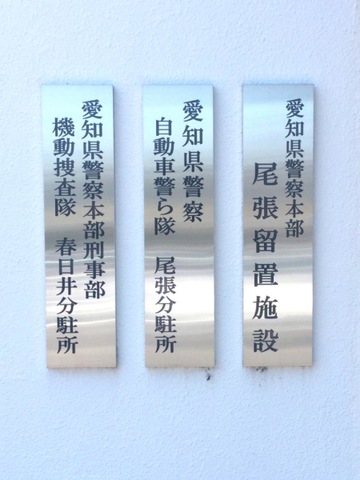 愛知県警察本部
尾張留置施設
愛知県警察
自動車警ら隊　尾張分駐所
愛知県警察本部刑事部
機動捜査隊　春日井分駐所